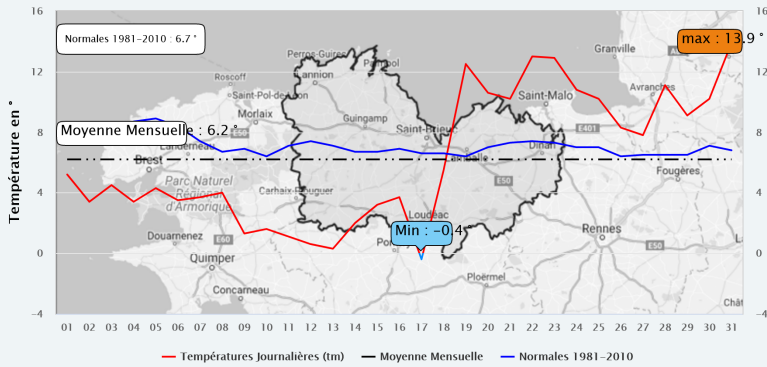 16
12
8
4
0
−4
Température en °
16
12
8
4
0
−4
Normales 1981-2010 : 6.7 °
max : 13.9 °
Moyenne Mensuelle : 6.2 °
Min : −0.4 °
Perros-Guirec
Lannion
Paimpol
Roscoff
Saint-Pol-de-Léon
Morlaix
Guingamp
Saint-Brieuc
Granville
Avranches
Saint-Malo
E401
E50
Landerneau
Brest
Lamballe
Dinan
Fougères
Parc Naturel
Régional
d'Armorique
Carhaix-Plouguer
E50
Loudéac
Rennes
E50
Douarnenez
E60
Quimper
Ploërmel
Concarneau
01 02 03 04 05 06 07 08 09 10 11 12 13 14 15 16 17 18 19 20 21 22 23 24 25 26 27 28 29 30 31
Températures Journalières (tm)
Moyenne Mensuelle
Normales 1981-2010